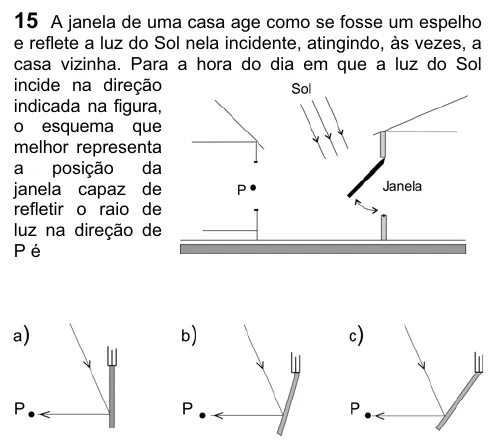 15 A janela de uma casa age como se fosse um espelho
e reflete a luz do Sol nela incidente, atingindo, às vezes, a
casa vizinha. Para a hora do dia em que a luz do Sol
incide na direção
indicada na figura,
o esquema que
melhor representa
a posição da
janela capaz de
refletir o raio de
luz na direção de
P é
Sol
P
Janela
a)
b)
c)
P
P
P